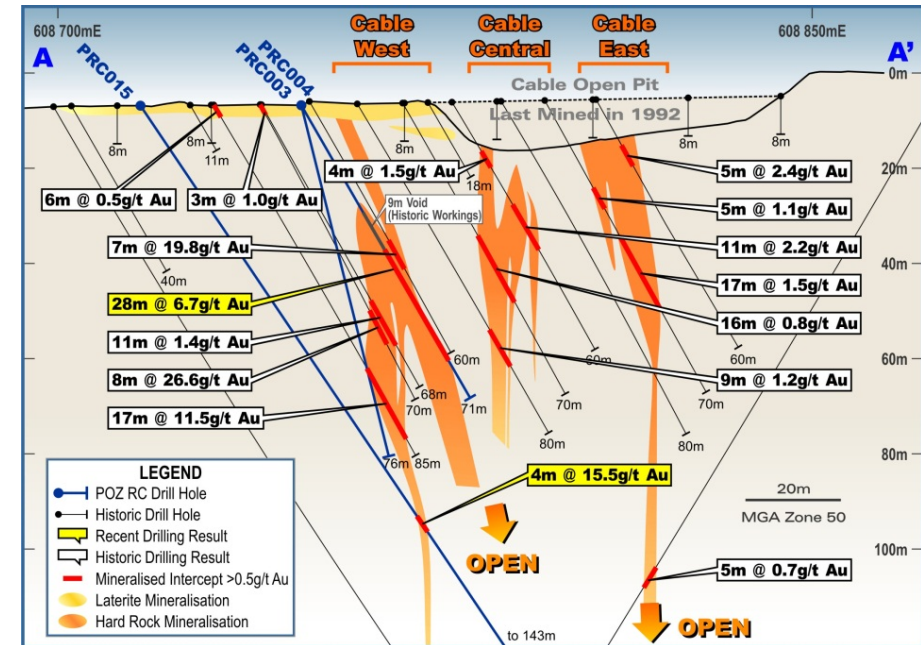 608 700mE
Cable
West
Cable
Central
Cable
East
608 850mE
A
A'
PRC015
PRC004
PRC003
Cable Open Pit
Last Mined in 1992
0m
20m
40m
60m
80m
100m
8m
8m
11m
8m
18m
8m
8m
6m @ 0.5g/t Au
3m @ 1.0g/t Au
4m @ 1.5g/t Au
9m Void
(Historic Workings)
7m @ 19.8g/t Au
28m @ 6.7g/t Au
11m @ 1.4g/t Au
8m @ 26.6g/t Au
17m @ 11.5g/t Au
5m @ 2.4g/t Au
5m @ 1.1g/t Au
11m @ 2.2g/t Au
17m @ 1.5g/t Au
16m @ 0.8g/t Au
9m @ 1.2g/t Au
4m @ 15.5g/t Au
5m @ 0.7g/t Au
40m
60m
68m
70m
71m
76m
85m
60m
70m
80m
60m
70m
80m
OPEN
OPEN
20m
MGA Zone 50
to 143m
LEGEND
POZ RC Drill Hole
Historic Drill Hole
Recent Drilling Result
Historic Drilling Result
Mineralised Intercept >0.5g/t Au
Laterite Mineralisation
Hard Rock Mineralisation